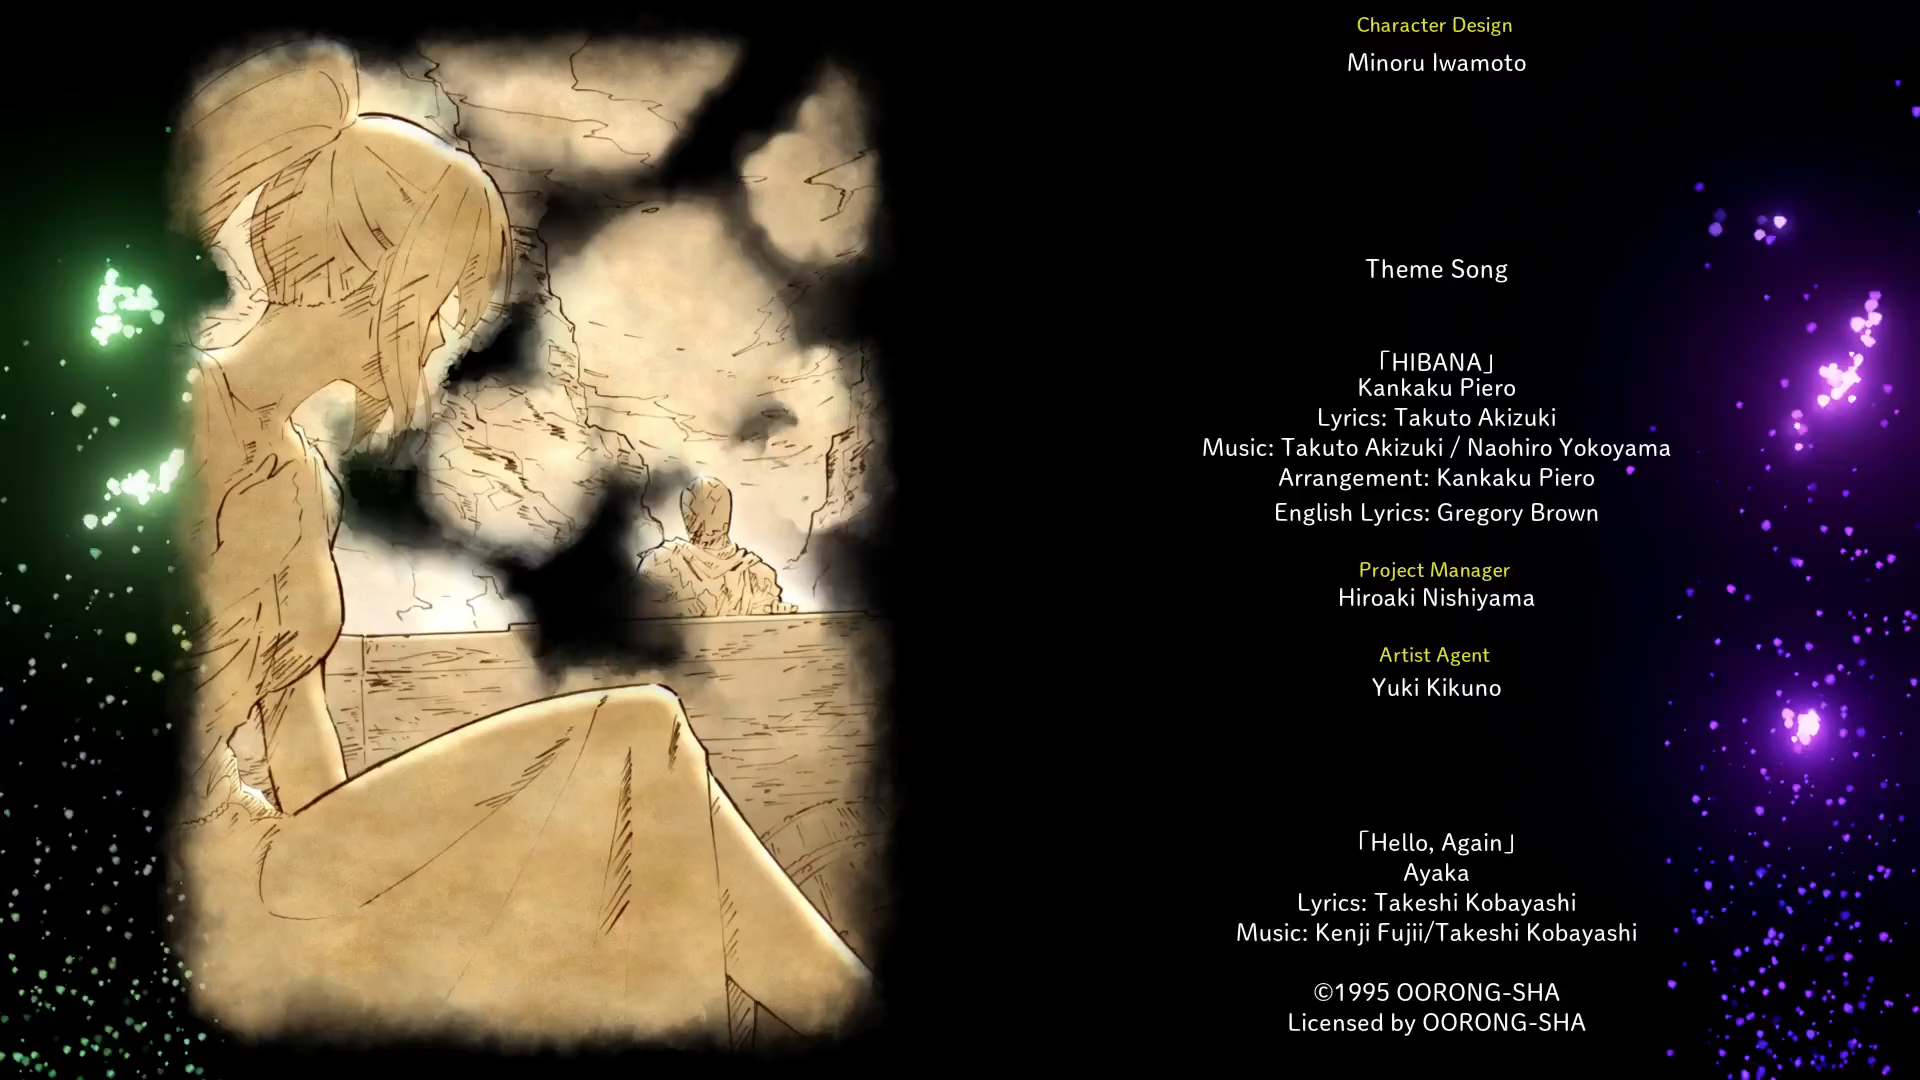 Character Design
Minoru Iwamoto
Theme Song
「HIBANA」
Kankaku Piero
Lyrics: Takuto Akizuki
Music: Takuto Akizuki / Naohiro Yokoyama
Arrangement: Kankaku Piero
English Lyrics: Gregory Brown
Project Manager
Hiroaki Nishiyama
Artist Agent
Yuki Kikuno
「Hello, Again」
Ayaka
Lyrics: Takeshi Kobayashi
Music: Kenji Fujii/Takeshi Kobayashi
©1995 OORONG-SHA
Licensed by OORONG-SHA